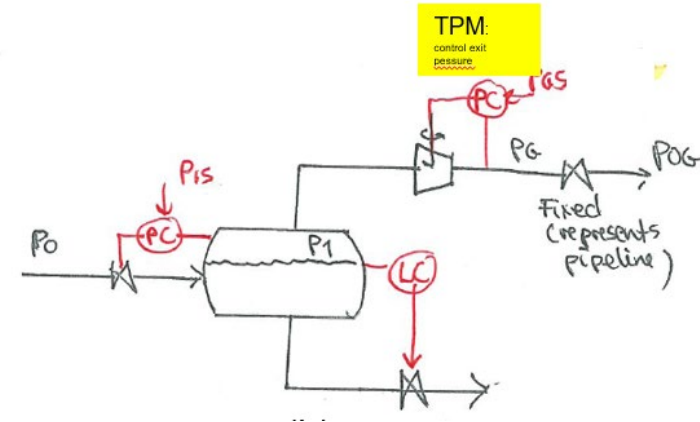 TPM:
control exit
pessure
PGS
PC
P1S
PC
PG
POG
Fixed
(represents
pipeline)
P0
P1
LC